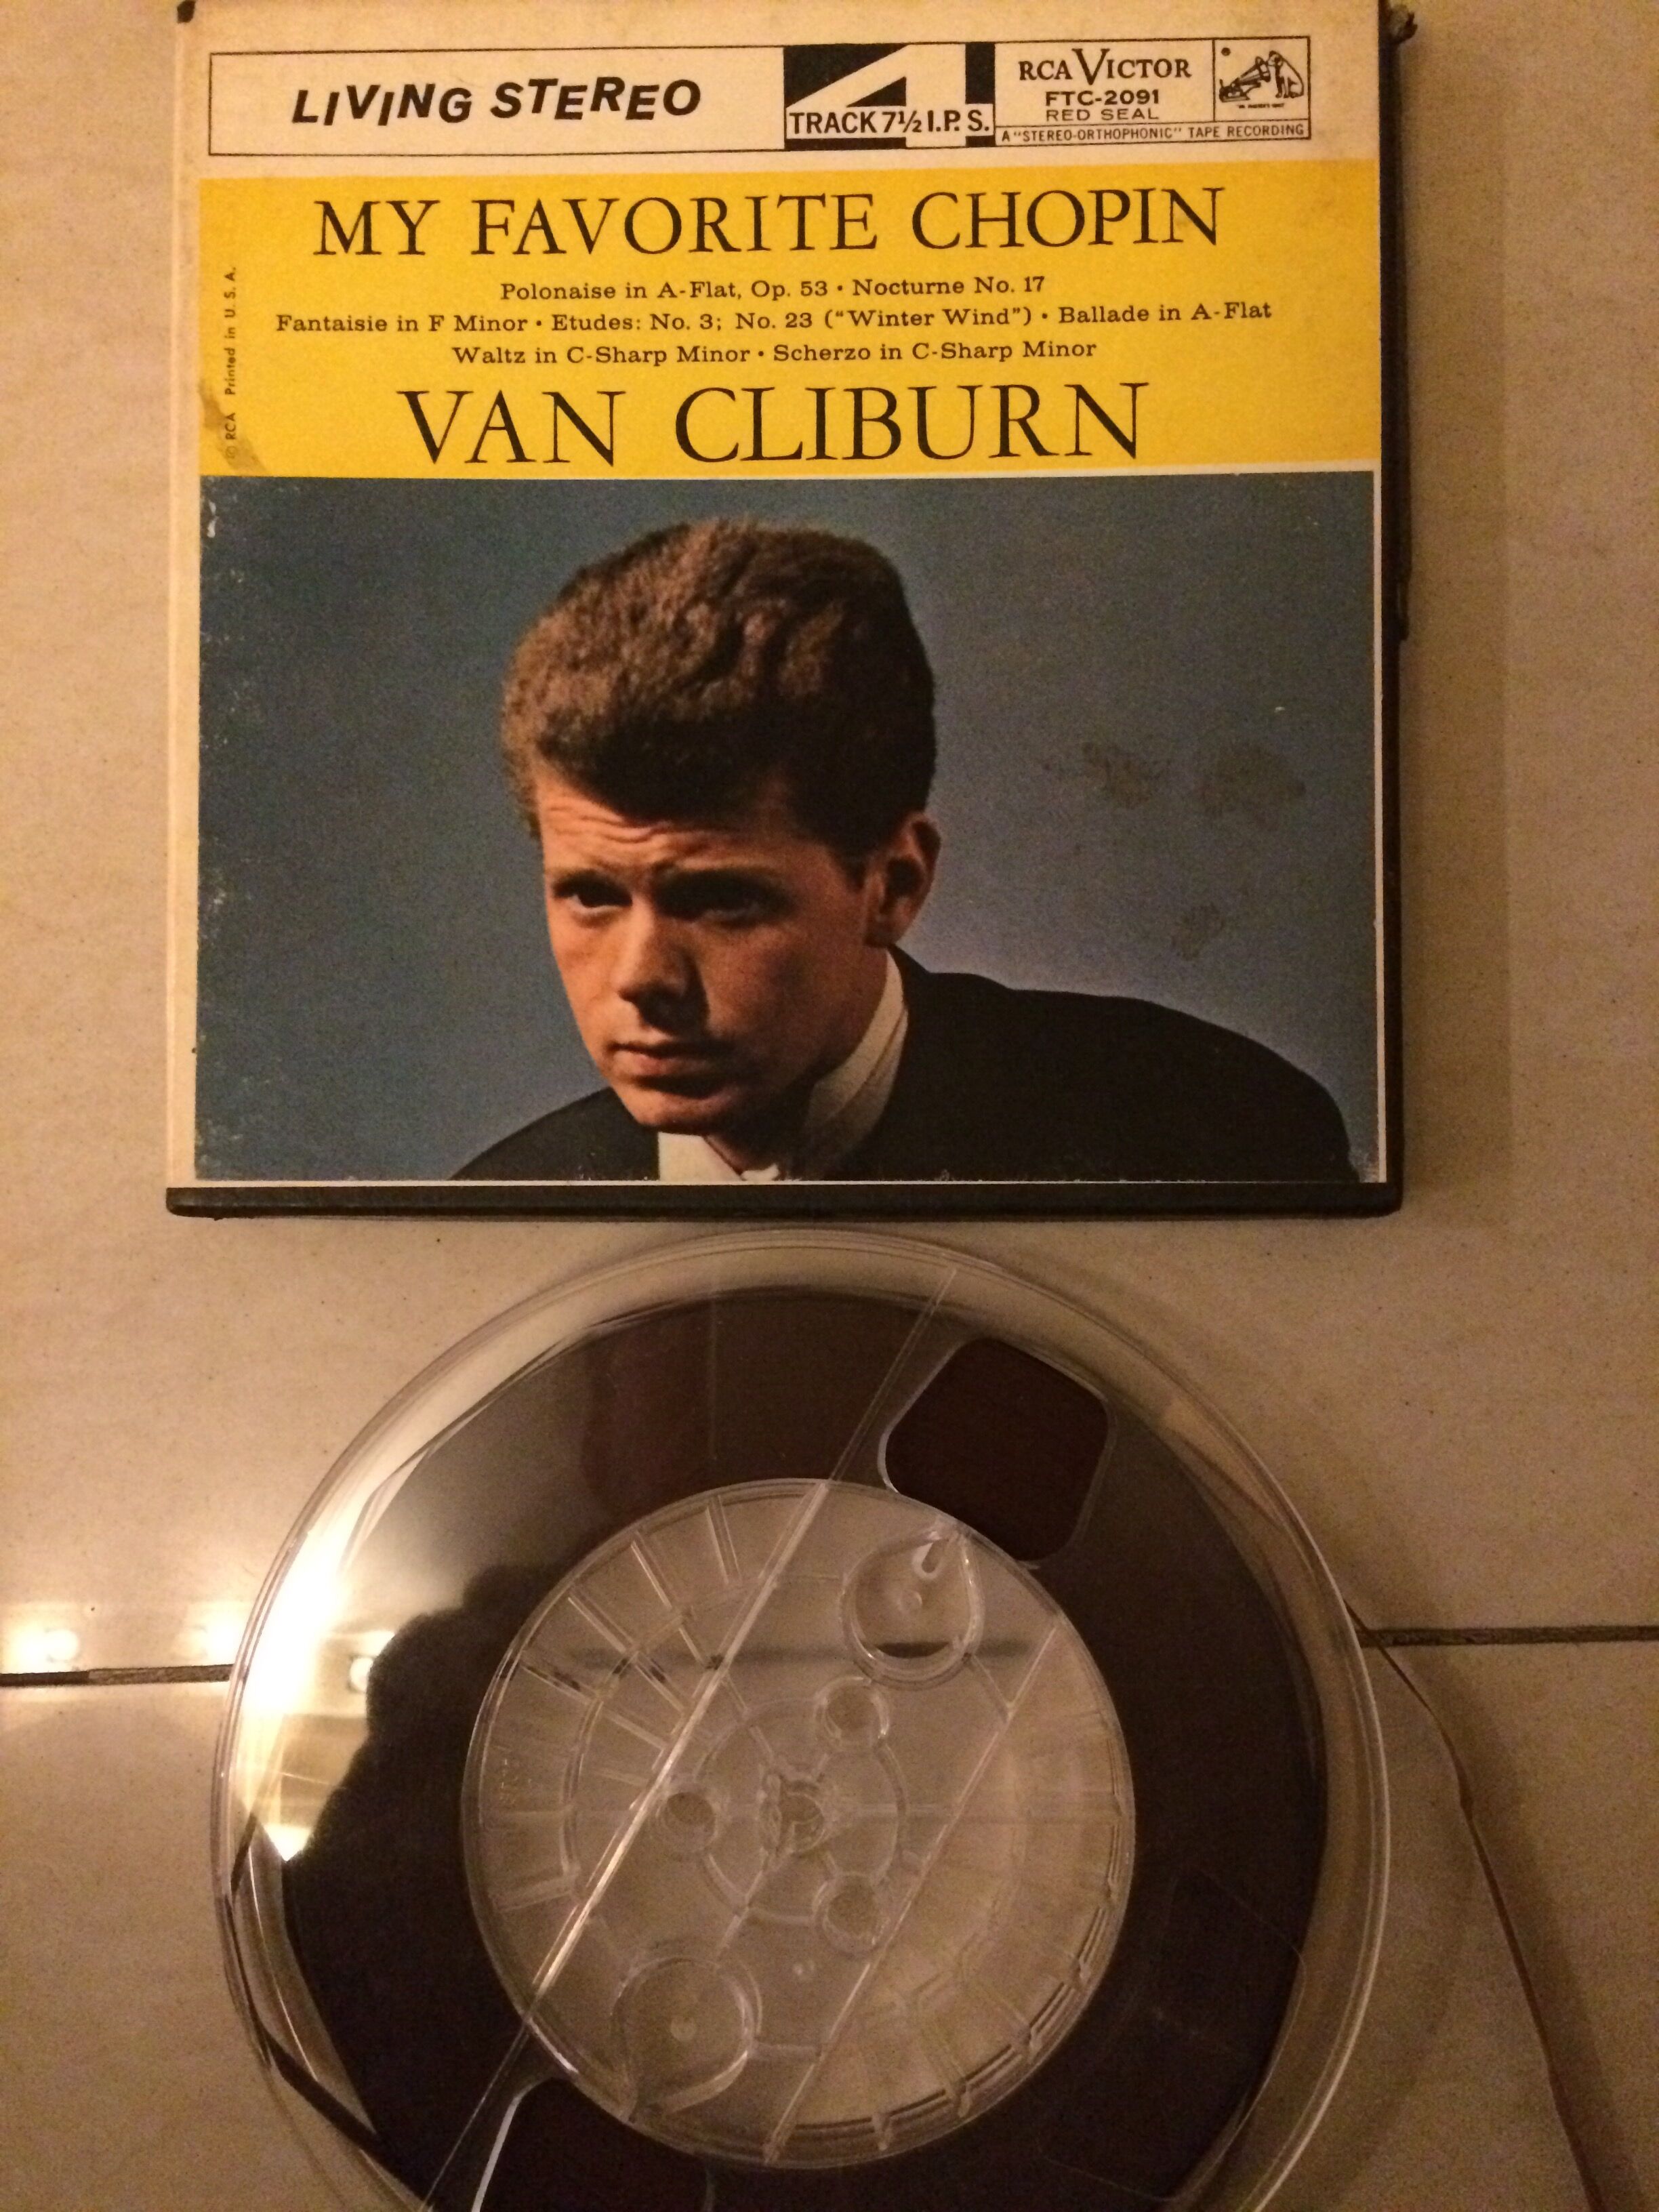 LIVING STEREO
4
TRACK 7½ I.P.S.
RCA VICTOR
FTC-2091
RED SEAL
A "STEREO-ORTHOPHONIC" TAPE RECORDING
MY FAVORITE CHOPIN
Polonaise in A-Flat, Op. 53 • Nocturne No. 17
Fantaisie in F Minor • Etudes: No. 3; No. 23 ("Winter Wind") • Ballade in A-Flat
Waltz in C-Sharp Minor • Scherzo in C-Sharp Minor
VAN CLIBURN
© RCA Printed in U. S. A.